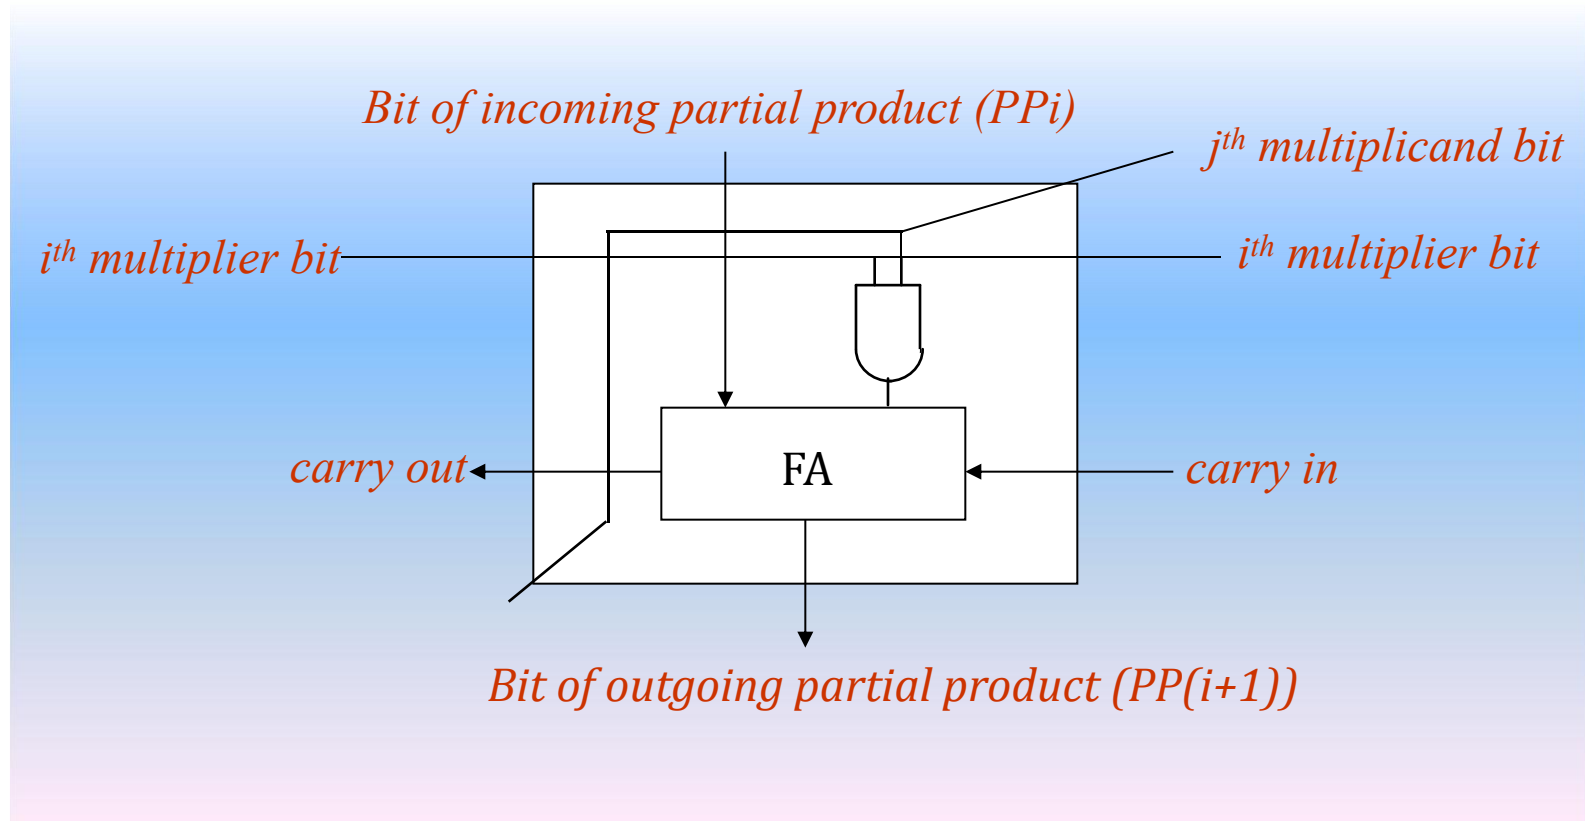 Bit of incoming partial product (PPi)
jth multiplicand bit
ith multiplier bit
ith multiplier bit
carry out
FA
carry in
Bit of outgoing partial product (PP(i+1))